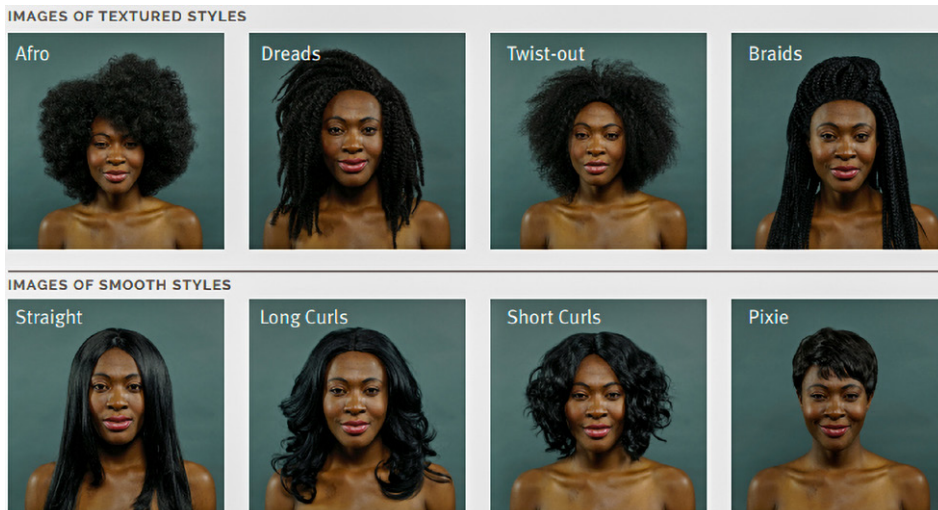 IMAGES OF TEXTURED STYLES
Afro
Dreads
Twist-out
Braids
IMAGES OF SMOOTH STYLES
Straight
Long Curls
Short Curls
Pixie